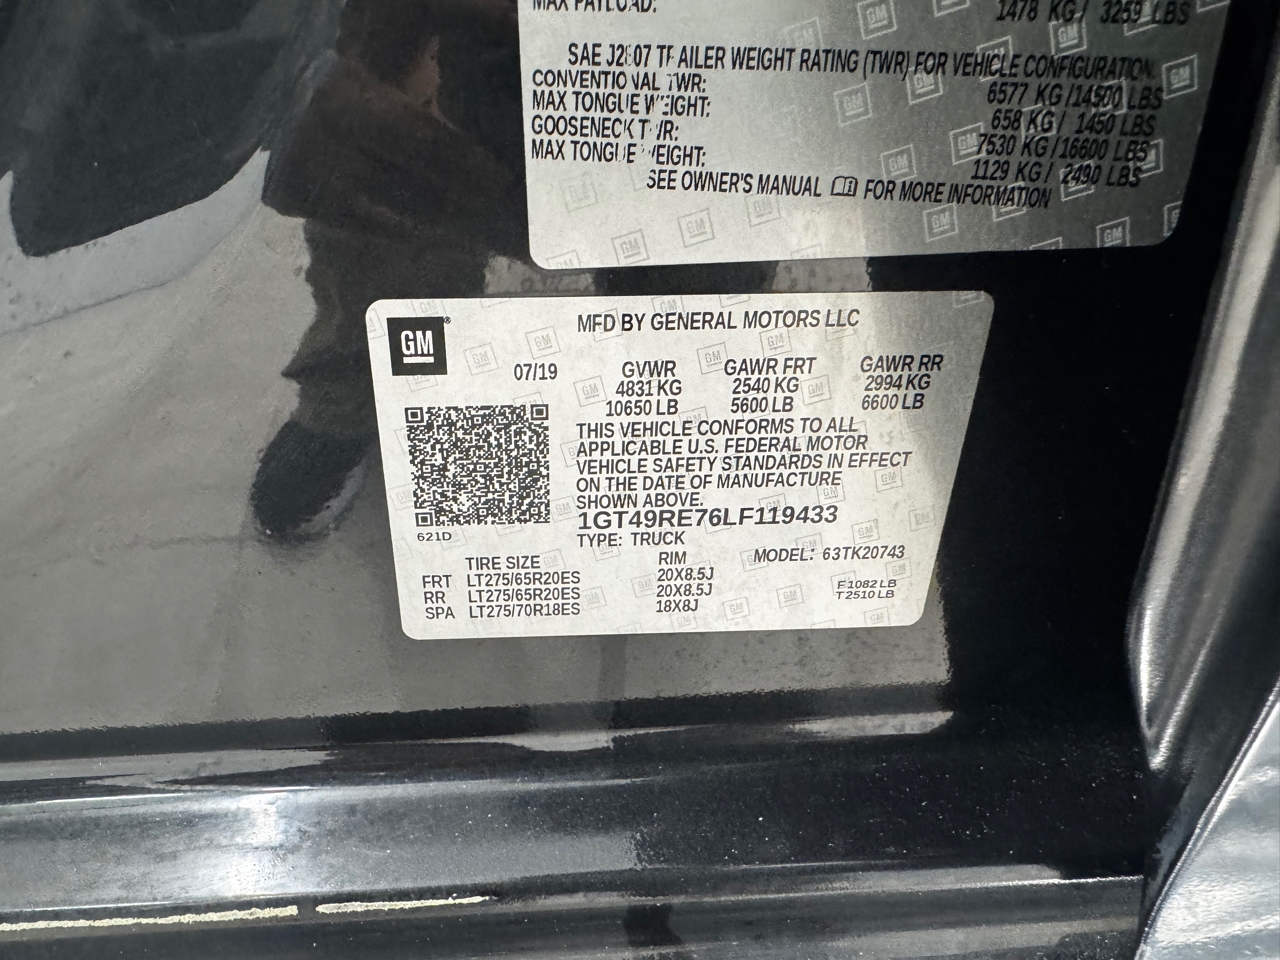 MAX PAYLOAD: 1478 KG/ 3259 LBS
SAE J2807 TRAILER WEIGHT RATING (TWR) FOR VEHICLE CONFIGURATION
CONVENTIONAL TWR: 6577 KG/14500 LBS
MAX TONGUE WEIGHT: 658 KG/ 1450 LBS
GOOSENECK TWR: 7530 KG/16600 LBS
MAX TONGUE WEIGHT: 1129 KG/ 2490 LBS
SEE OWNER'S MANUAL FOR MORE INFORMATION
GM®
MFD BY GENERAL MOTORS LLC
07/19 GVWR GAWR FRT GAWR RR
4831 KG 2540 KG 2994 KG
10650 LB 5600 LB 6600 LB
THIS VEHICLE CONFORMS TO ALL
APPLICABLE U.S. FEDERAL MOTOR
VEHICLE SAFETY STANDARDS IN EFFECT
ON THE DATE OF MANUFACTURE
SHOWN ABOVE.
1GT49RE76LF119433
621D
TYPE: TRUCK
TIRE SIZE RIM MODEL: 63TK20743
FRT LT275/65R20ES 20X8.5J
RR LT275/65R20ES 20X8.5J
SPA LT275/70R18ES 18X8J
F 1082 LB
T 2510 LB